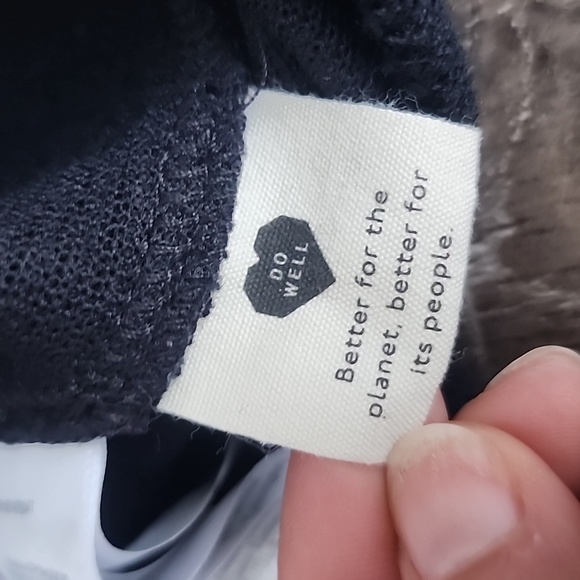 DO
WELL
Better for the
planet, better for
its people.